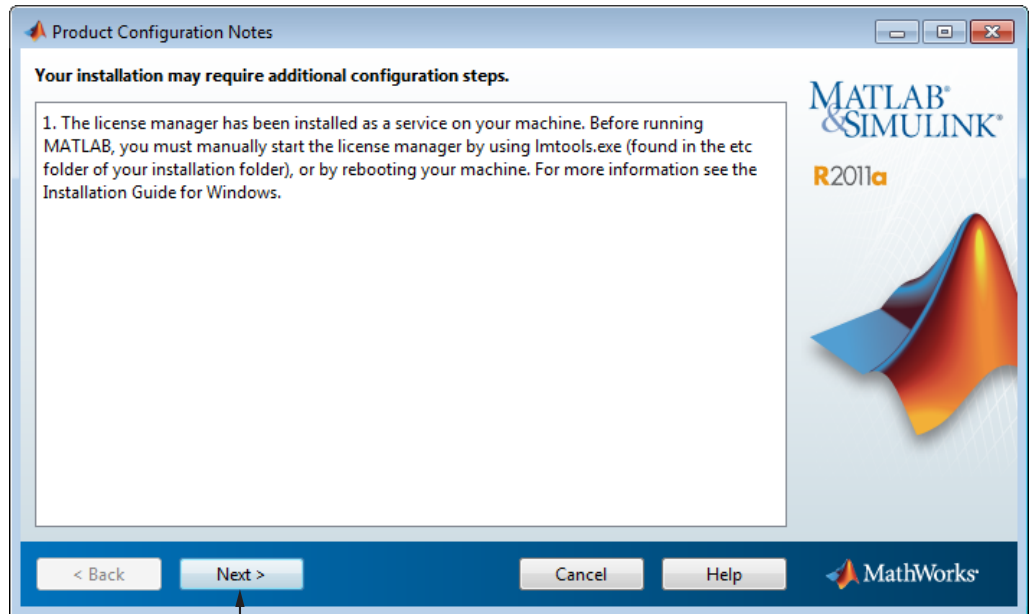 Product Configuration Notes
Your installation may require additional configuration steps.
1. The license manager has been installed as a service on your machine. Before running
MATLAB, you must manually start the license manager by using lmtools.exe (found in the etc
folder of your installation folder), or by rebooting your machine. For more information see the
Installation Guide for Windows.
MATLAB®
&SIMULINK®
R2011a
< Back
Next >
Cancel
Help
MathWorks®